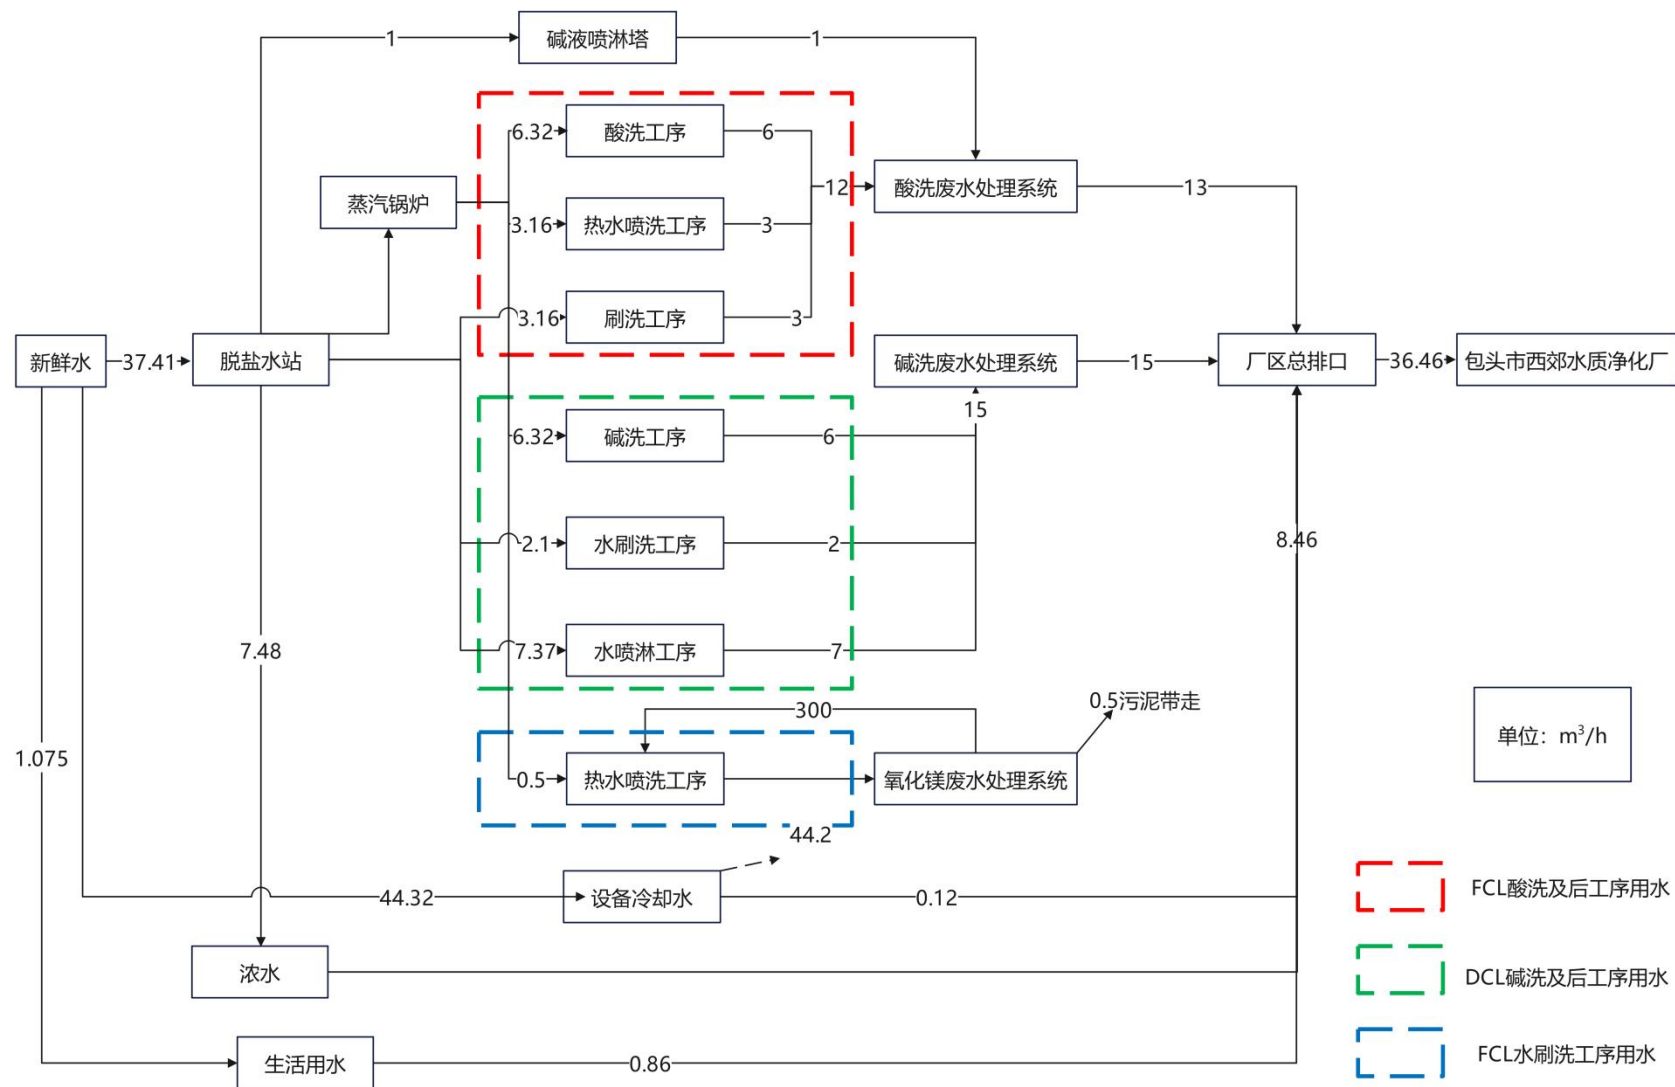 1
碱液喷淋塔
1
6.32
酸洗工序
6
蒸汽锅炉
3.16
热水喷洗工序
3
12
酸洗废水处理系统
13
3.16
刷洗工序
3
新鲜水
37.41
脱盐水站
碱洗废水处理系统
15
厂区总排口
36.46
包头市西郊水质净化厂
15
6.32
碱洗工序
6
2.1
水刷洗工序
2
8.46
7.48
7.37
水喷淋工序
7
300
0.5污泥带走
1.075
0.5
热水喷洗工序
氧化镁废水处理系统
单位：m³/h
44.2
44.32
设备冷却水
0.12
FCL酸洗及后工序用水
浓水
DCL碱洗及后工序用水
生活用水
0.86
FCL水刷洗工序用水